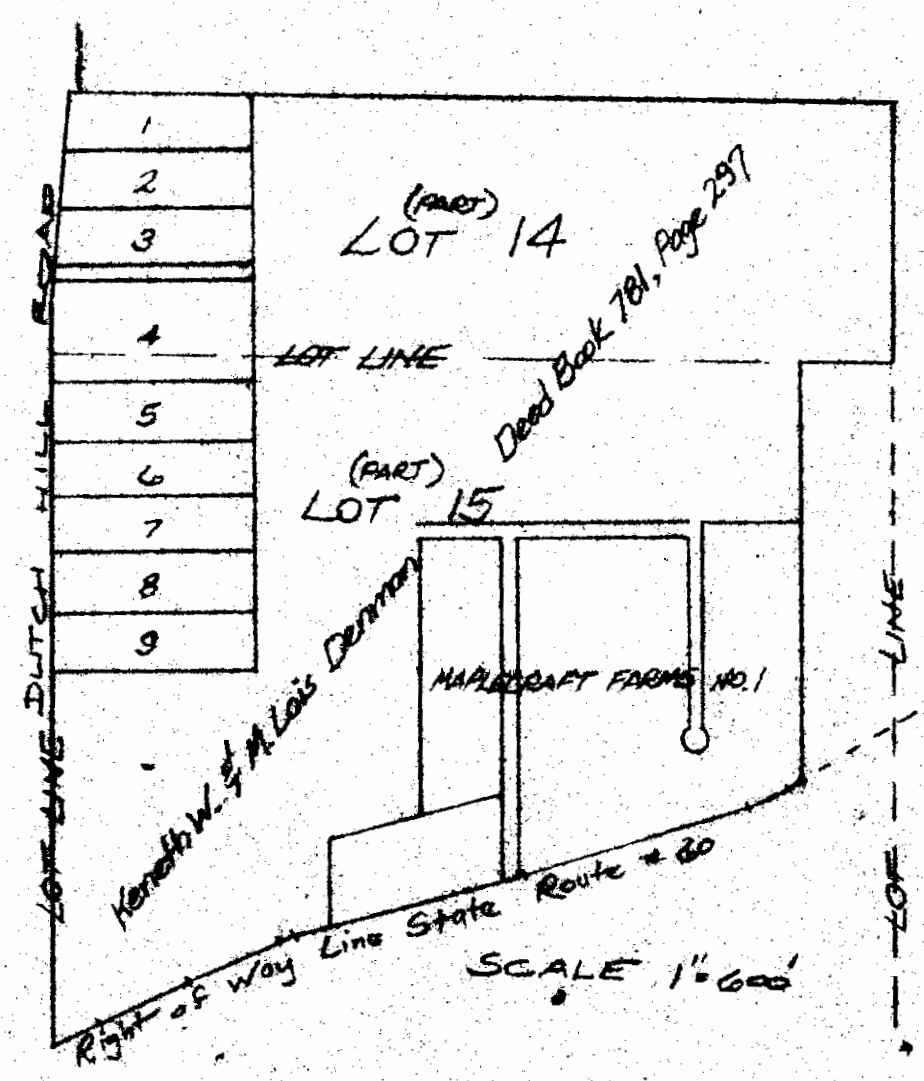 1
2
3
4
5
6
7
8
9
(PART)
LOT 14
Deed Book 781, Page 297
LOT LINE
(PART)
LOT 15
Kenneth W. & M. Lois Denman
MAPLECRAFT FARMS NO. 1
LOT LINE DUTCH HILL ROAD
LOT LINE
Right of Way Line State Route #
SCALE 1"=600'